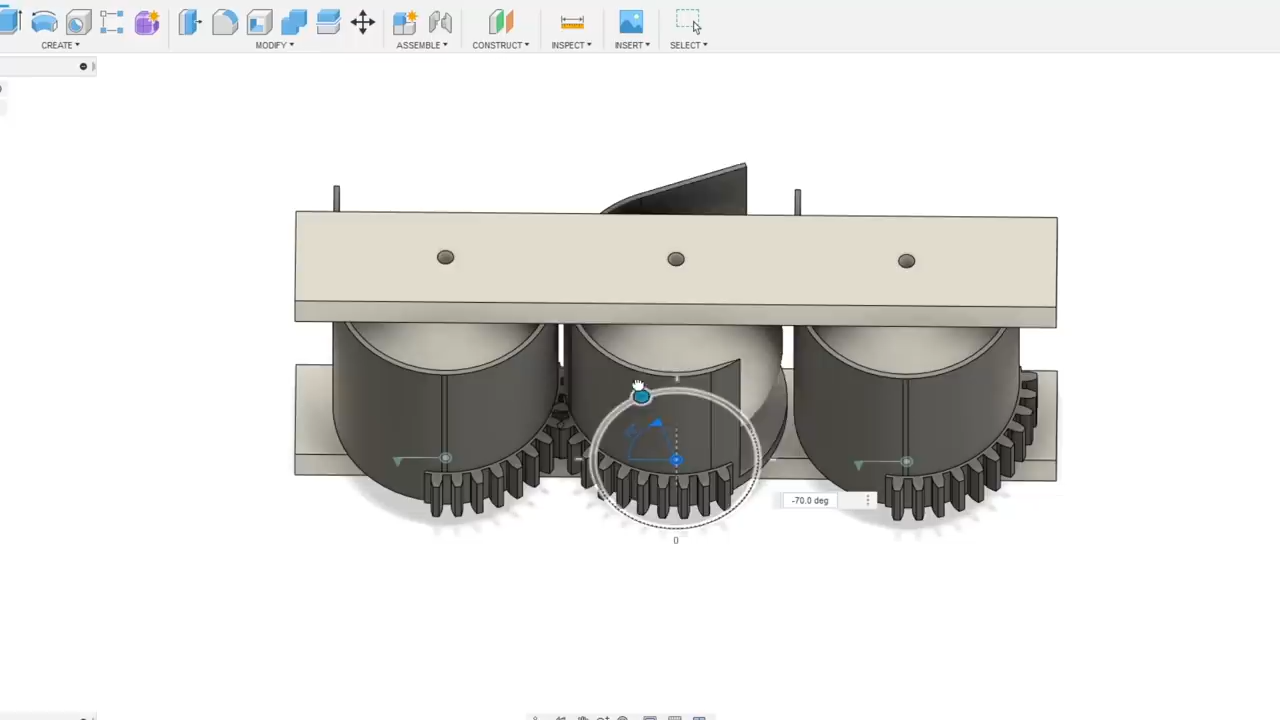 CREATE MODIFY ASSEMBLE CONSTRUCT INSPECT INSERT SELECT
-70.0 deg
0